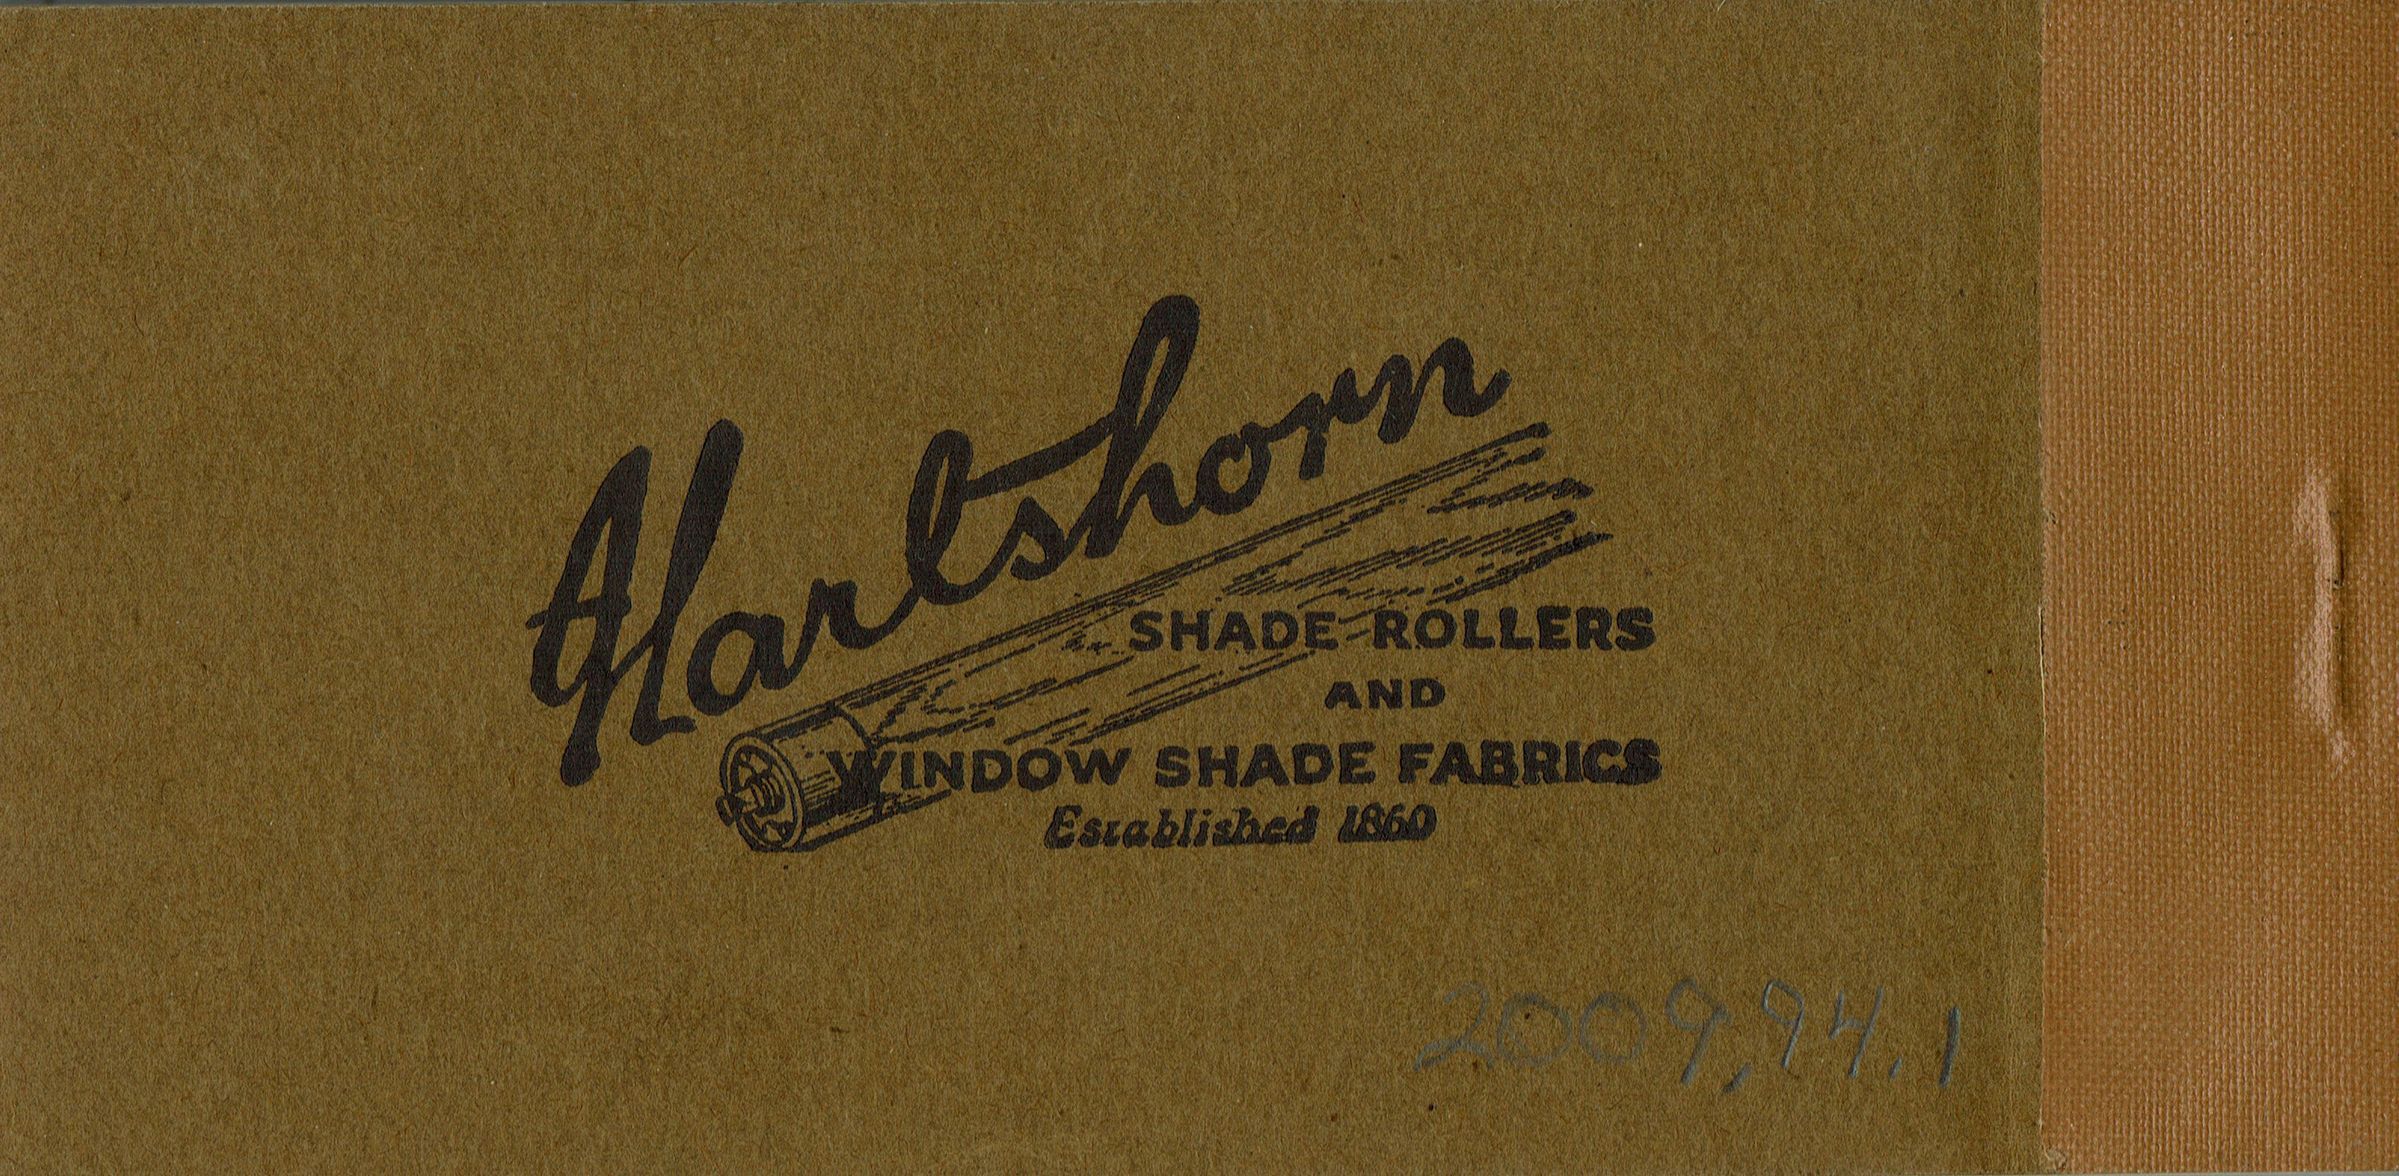 Hartshorn
SHADE ROLLERS
AND
WINDOW SHADE FABRICS
Established 1860
2009.94.1